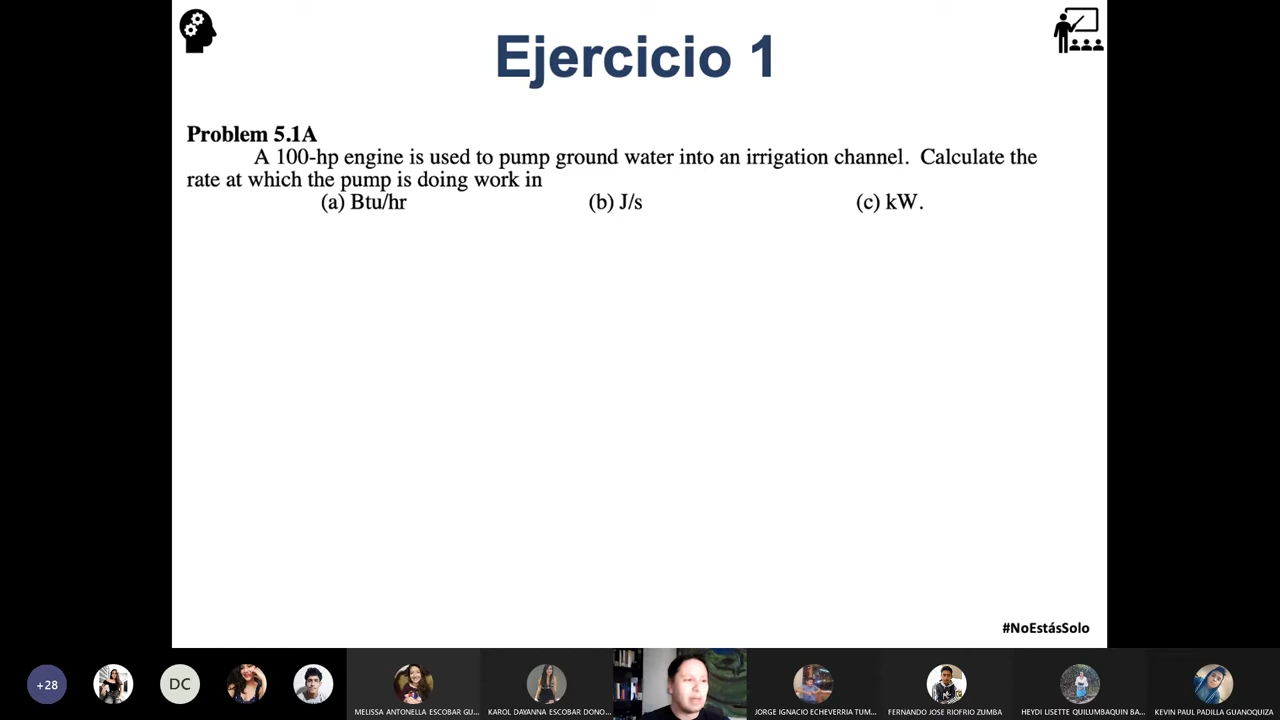 Ejercicio 1
Problem 5.1A
A 100-hp engine is used to pump ground water into an irrigation channel. Calculate the
rate at which the pump is doing work in
(a) Btu/hr (b) J/s (c) kW.
#NoEstásSolo
+28 DC
MELISSA ANTONELLA ESCOBAR GU... KAROL DAYANNA ESCOBAR DONO... JORGE IGNACIO ECHEVERRIA TUM... FERNANDO JOSE RIOFRIO ZUMBA HEYDI LISETTE QUILUMBAQUIN BA... KEVIN PAUL PADILLA GUANOQUIZA